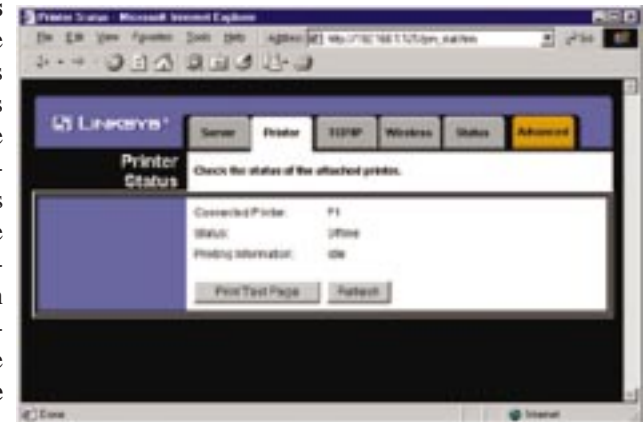 Printer Status - Microsoft Internet Explorer
File Edit View Favorites Tools Help Address
LINKSYS®
Server Printer TCP/IP Wireless Status Advanced
Printer
Status
Check the status of the attached printer.
Connected Printer: P1
Status: Offline
Printing Information: Idle
Print Test Page Refresh
Done Internet